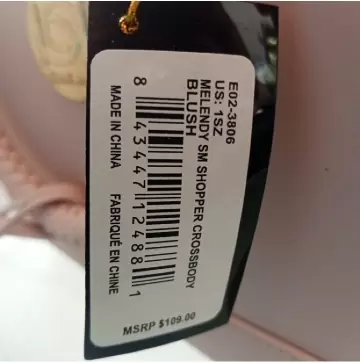 E02-3806
US: 1SZ
MELENDY SM SHOPPER CROSSBODY
BLUSH
8 43447 12488 1
MADE IN CHINA FABRIQUÉ EN CHINE
MSRP $109.00